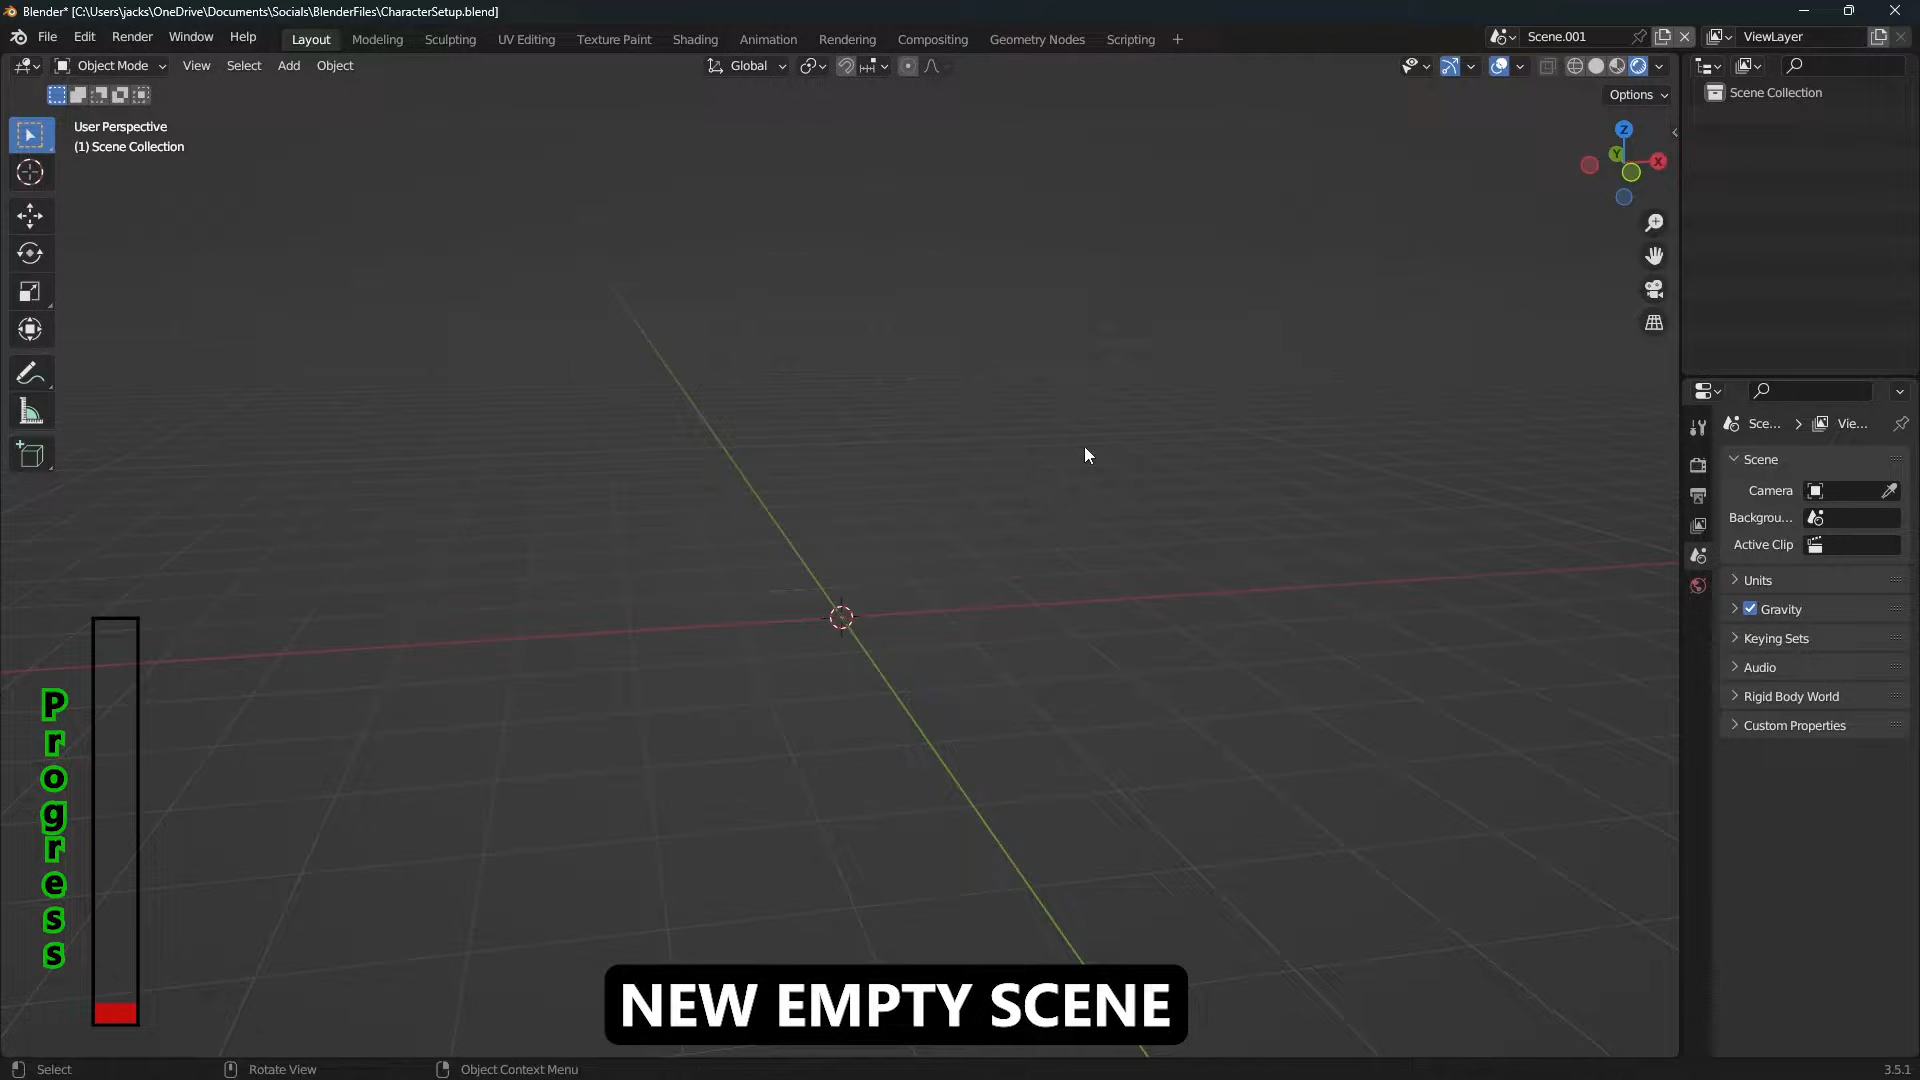 Blender* [C:\Users\jacks\OneDrive\Documents\Socials\BlenderFiles\CharacterSetup.blend]
File Edit Render Window Help Layout Modeling Sculpting UV Editing Texture Paint Shading Animation Rendering Compositing Geometry Nodes Scripting + Scene.001 ViewLayer
Object Mode View Select Add Object Global
Options
Scene Collection
User Perspective
(1) Scene Collection
Z
Y
X
Sce... > Vie...
Scene
Camera
Backgrou...
Active Clip
Units
Gravity
Keying Sets
Audio
Rigid Body World
Custom Properties
Progress
NEW EMPTY SCENE
Select Rotate View Object Context Menu 3.5.1